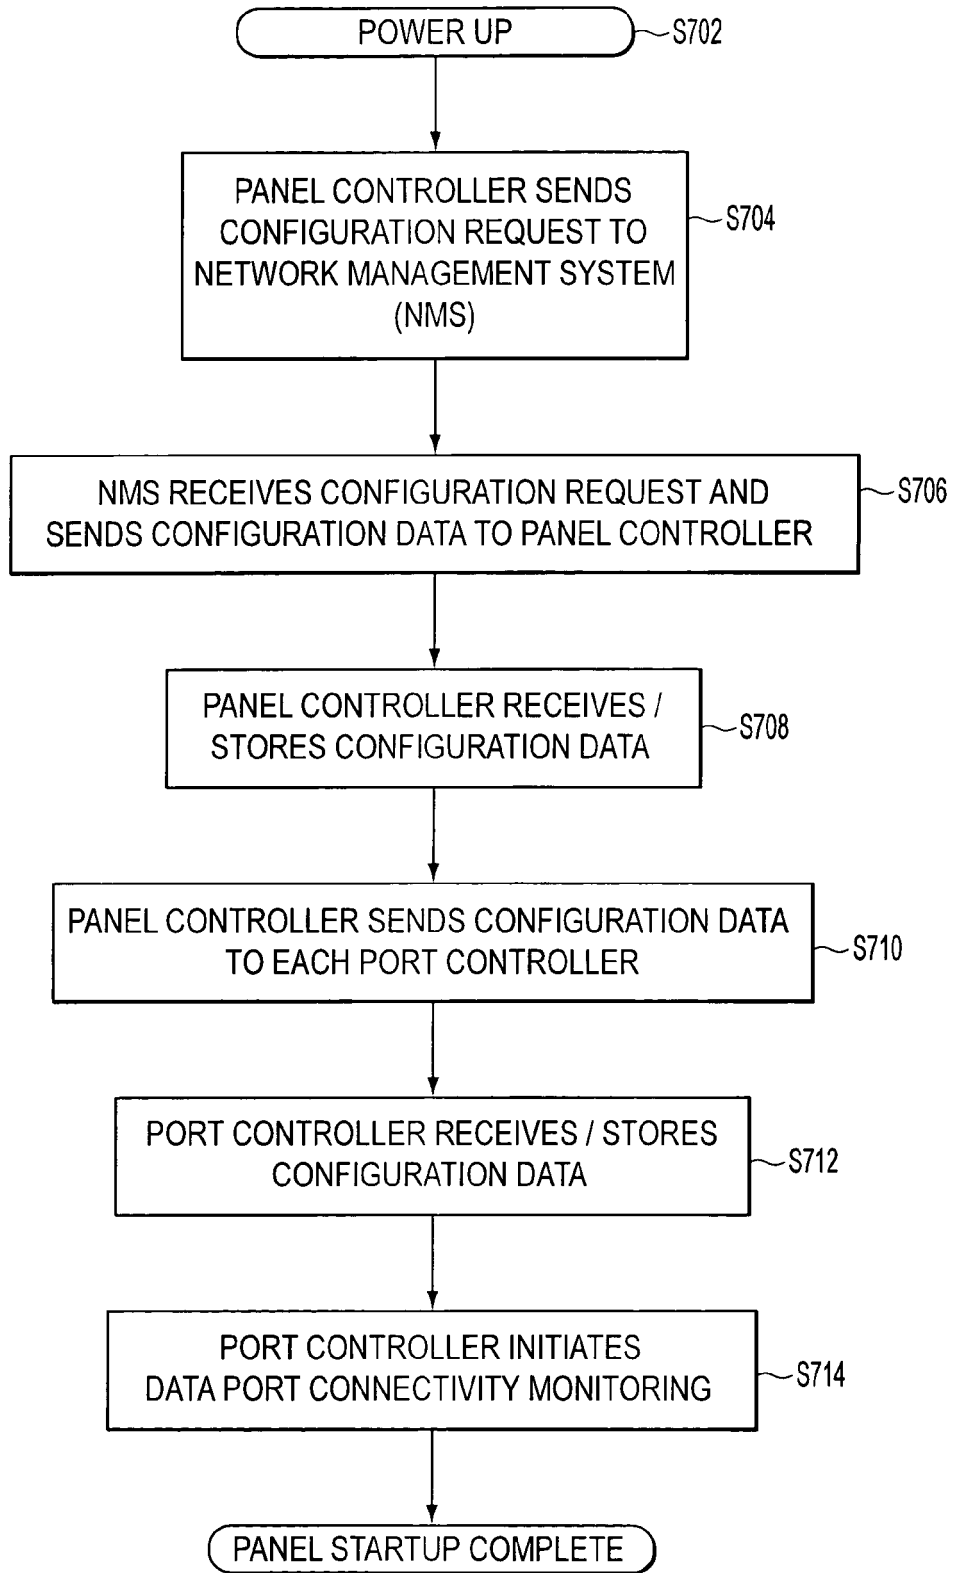 POWER UP
S702
PANEL CONTROLLER SENDS
CONFIGURATION REQUEST TO
NETWORK MANAGEMENT SYSTEM
(NMS)
S704
NMS RECEIVES CONFIGURATION REQUEST AND
SENDS CONFIGURATION DATA TO PANEL CONTROLLER
S706
PANEL CONTROLLER RECEIVES /
STORES CONFIGURATION DATA
S708
PANEL CONTROLLER SENDS CONFIGURATION DATA
TO EACH PORT CONTROLLER
S710
PORT CONTROLLER RECEIVES / STORES
CONFIGURATION DATA
S712
PORT CONTROLLER INITIATES
DATA PORT CONNECTIVITY MONITORING
S714
PANEL STARTUP COMPLETE